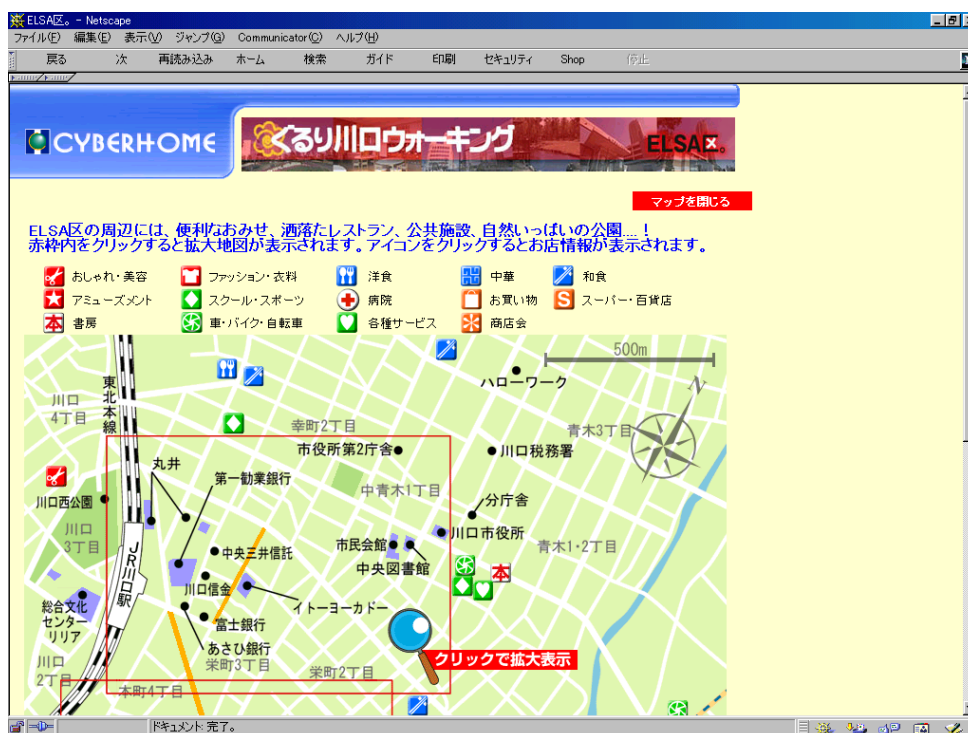 ELSA区。 - Netscape
ファイル(F) 編集(E) 表示(V) ジャンプ(G) Communicator(C) ヘルプ(H)
戻る 次 再読み込み ホーム 検索 ガイド 印刷 セキュリティ Shop 停止
CYBERHOME
ぐるり川口ウォーキング
ELSA区。
マップを閉じる
ELSA区の周辺には、便利なおみせ、洒落たレストラン、公共施設、自然いっぱいの公園....！
赤枠内をクリックすると拡大地図が表示されます。アイコンをクリックするとお店情報が表示されます。
おしゃれ・美容 ファッション・衣料 洋食 中華 和食
アミューズメント スクール・スポーツ 病院 お買い物 S スーパー・百貨店
本 書房 車・バイク・自転車 各種サービス 商店会
500m
N
ハローワーク
東北本線
川口
4丁目
幸町2丁目
青木3丁目
市役所第2庁舎
川口税務署
丸井
第一勧業銀行
中青木1丁目
川口西公園
分庁舎
川口
3丁目
JR川口駅
中央三井信託
市民会館
川口市役所
中央図書館
青木1・2丁目
本
川口信金
イトーヨーカドー
総合文化
センター
リリア
富士銀行
あさひ銀行
クリックで拡大表示
川口
2丁目
栄町3丁目
栄町2丁目
本町4丁目
ドキュメント: 完了。